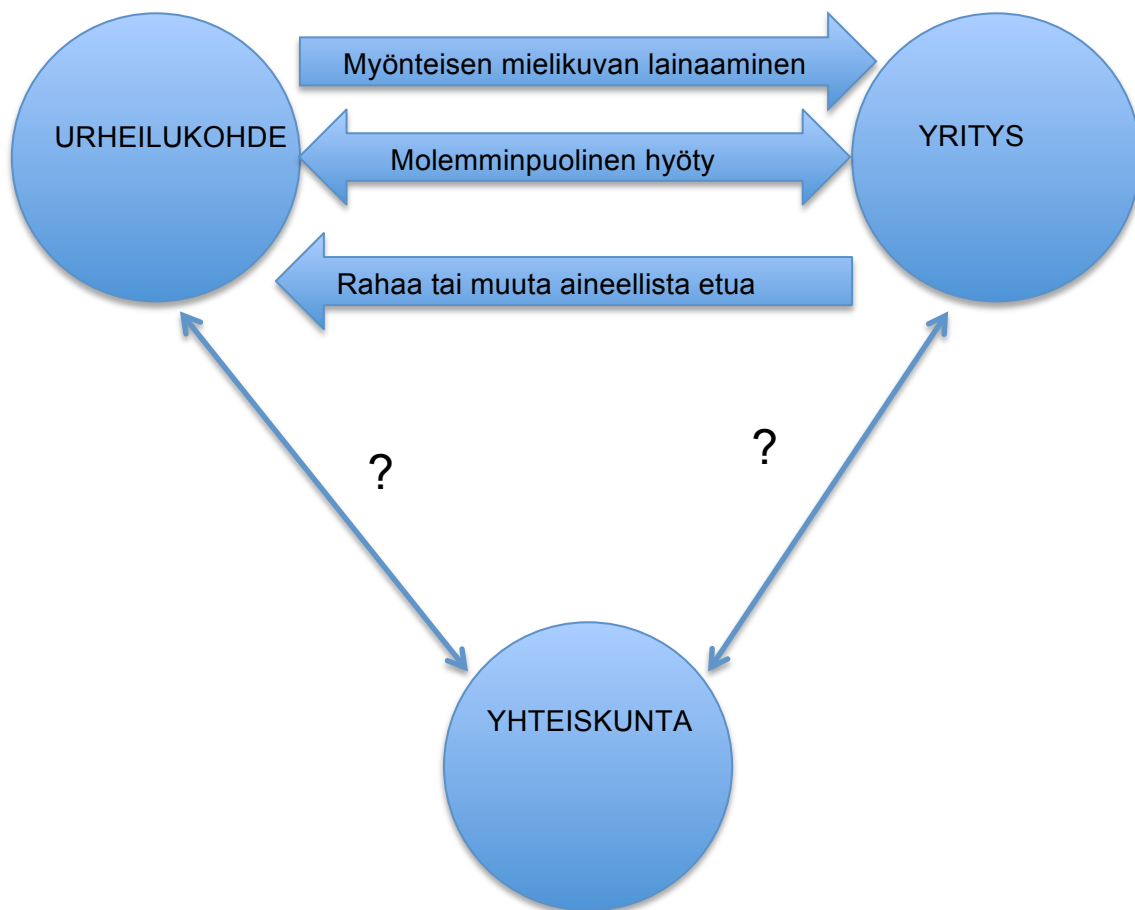 Myönteisen mielikuvan lainaaminen
URHEILUKOHDE
YRITYS
Molemminpuolinen hyöty
Rahaa tai muuta aineellista etua
?
?
YHTEISKUNTA